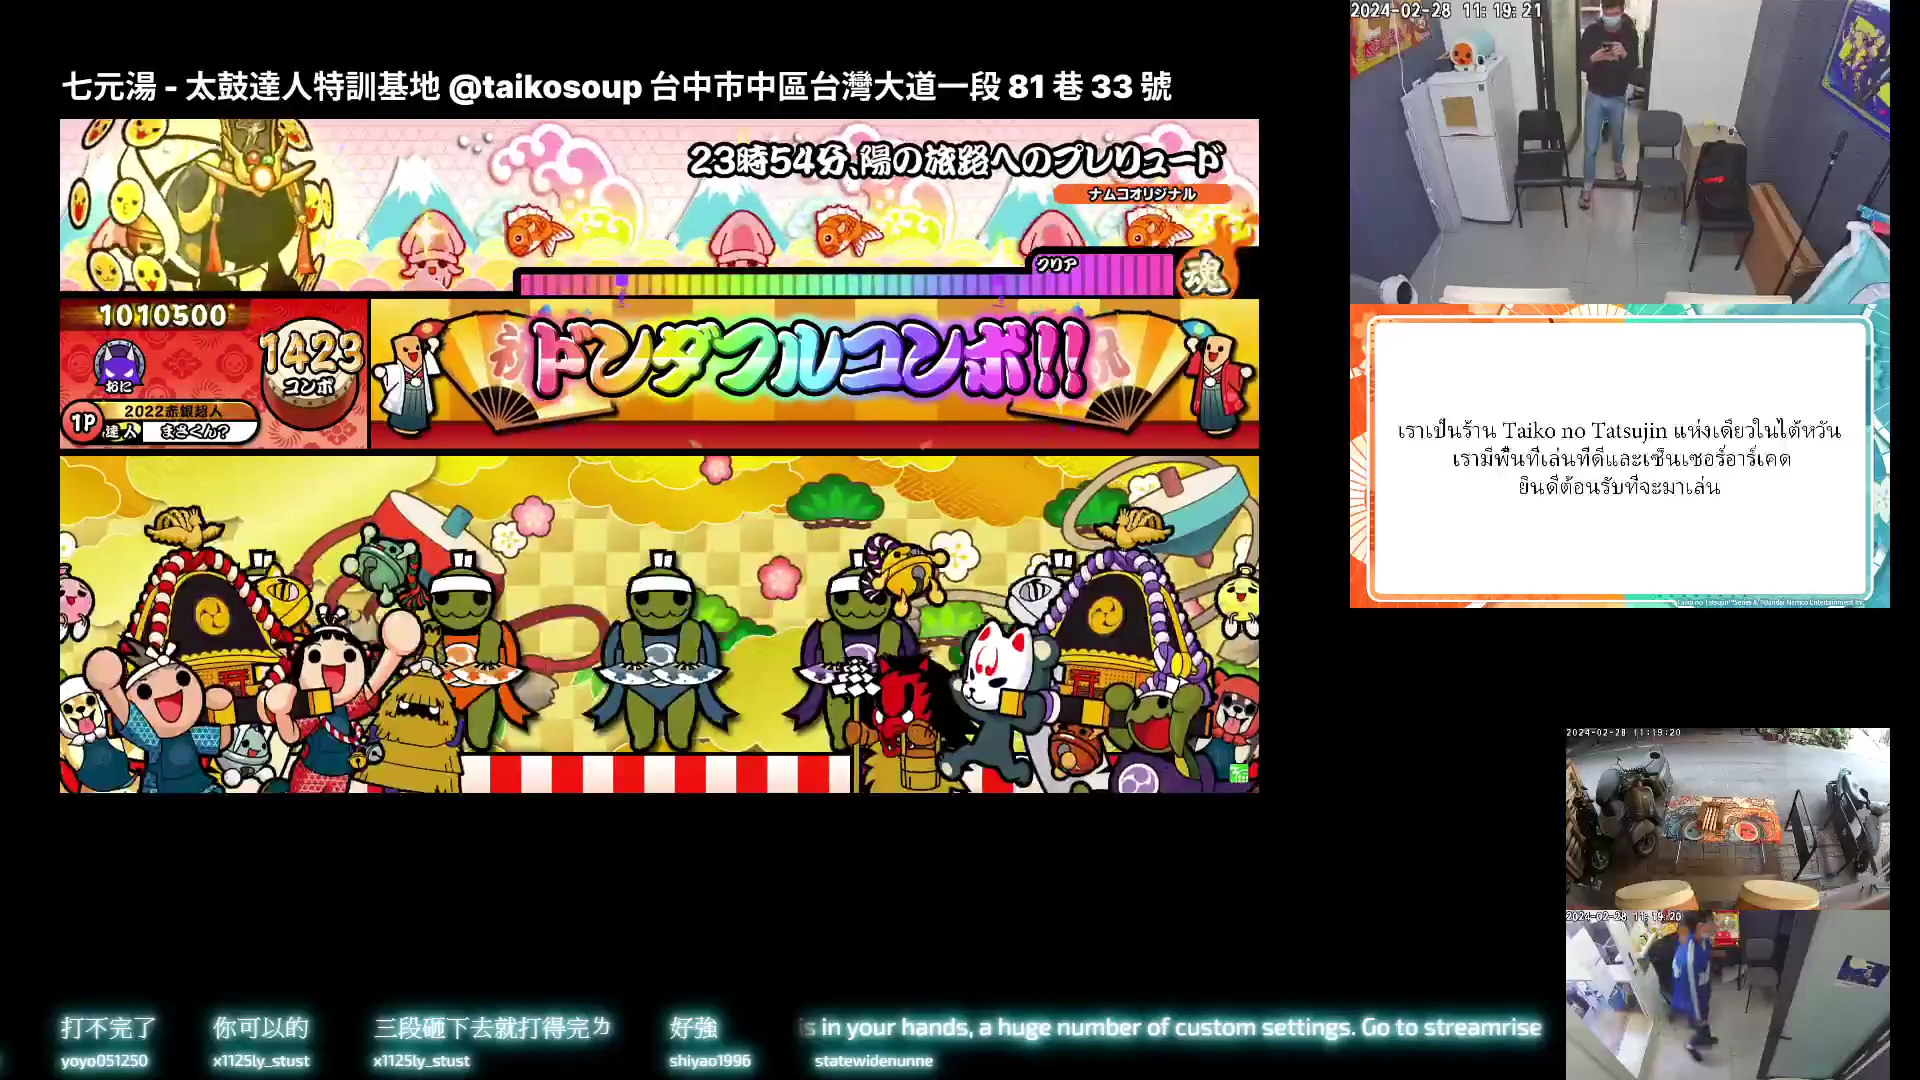 七元湯 - 太鼓達人特訓基地 @taikosoup 台中市中區台灣大道一段 81 巷 33 號
23時54分、陽の旅路へのプレリュード
ナムコオリジナル
クリア
魂
1010500
1423
コンボ
おに
ドンダフルコンボ!!
2022赤銀超人
1P
達人
まさくん?
2024-02-28 11:19:21
เราเป็นร้าน Taiko no Tatsujin แห่งเดียวในไต้หวัน
เรามีพื้นที่เล่นที่ดีและเซ็นเซอร์อาร์เคด
ยินดีต้อนรับที่จะมาเล่น
Taiko no Tatsujin™Series & ©Bandai Namco Entertainment Inc.
2024-02-28 11:19:20
2024-02-28 11:19:20
打不完了
你可以的
三段砸下去就打得完ㄌ
好強
is in your hands, a huge number of custom settings. Go to streamrise
yoyo051250
x1125ly_stust
x1125ly_stust
shiyao1996
statewidenunne